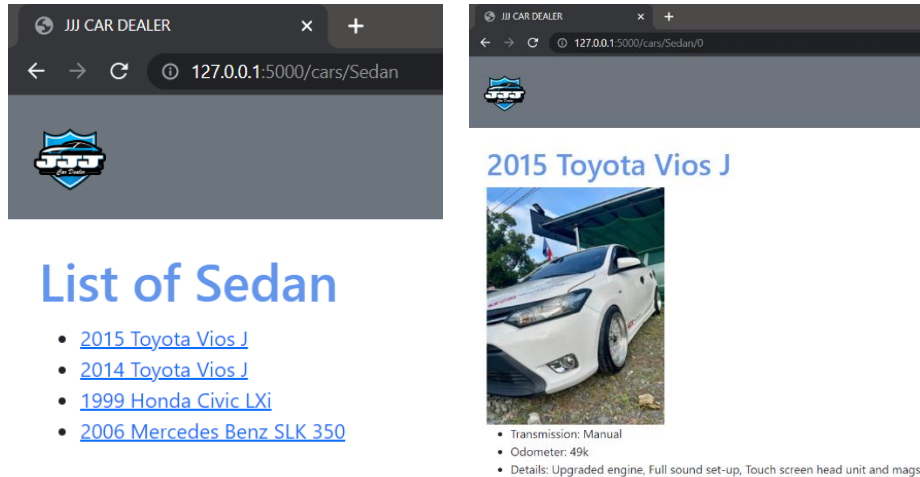 JJJ CAR DEALER
127.0.0.1:5000/cars/Sedan
JJJ
Car Dealer
List of Sedan
2015 Toyota Vios J
2014 Toyota Vios J
1999 Honda Civic LXi
2006 Mercedes Benz SLK 350
JJJ CAR DEALER
127.0.0.1:5000/cars/Sedan/0
JJJ
Car Dealer
2015 Toyota Vios J
Transmission: Manual
Odometer: 49k
Details: Upgraded engine, Full sound set-up, Touch screen head unit and mags